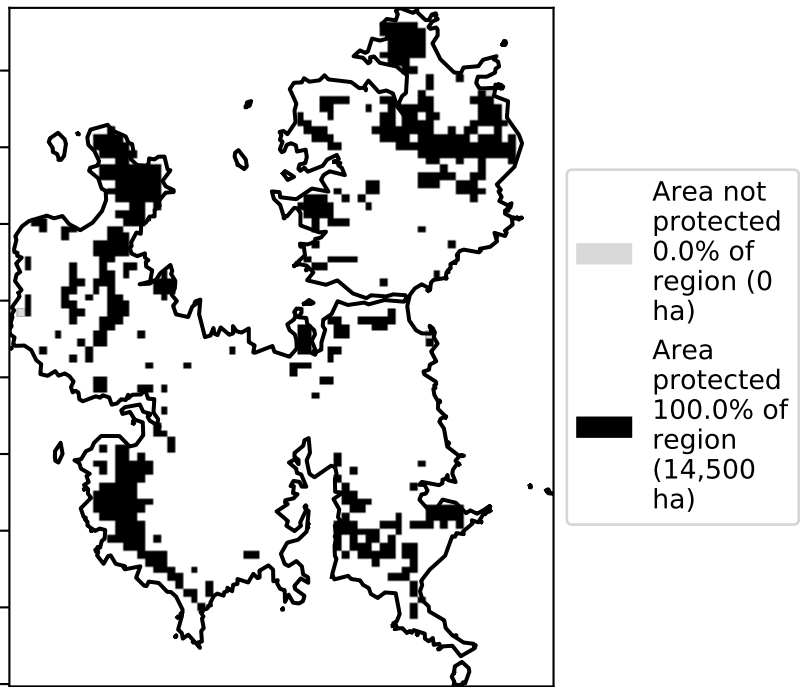 Area not
protected
0.0% of
region (0
ha)
Area
protected
100.0% of
region
(14,500
ha)